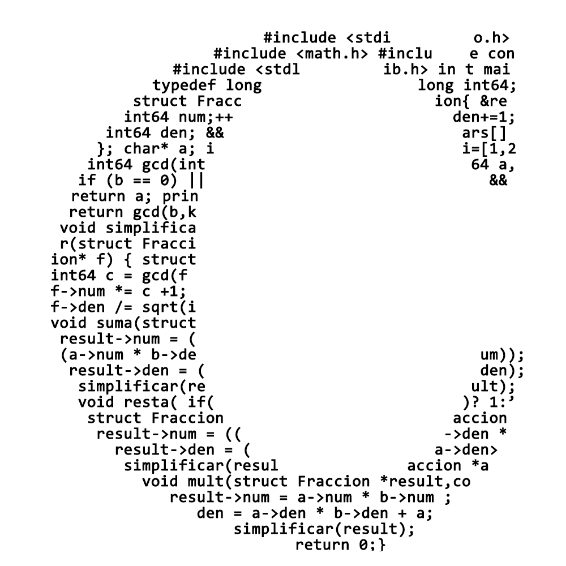 #include <stdi o.h>
#include <math.h> #inclu e con
#include <stdl ib.h> in t mai
typedef long long int64;
struct Fracc ion{ &re
int64 num;++ den+=1;
int64 den; && ars[]
}; char* a; i i=[1,2
int64 gcd(int 64 a,
if (b == 0) || &&
return a; prin
return gcd(b,k
void simplifica
r(struct Fracci
ion* f) { struct
int64 c = gcd(f
f->num *= c +1;
f->den /= sqrt(i
void suma(struct
result->num = (
(a->num * b->de um));
result->den = ( den);
simplificar(re ult);
void resta( if( )? 1:’
struct Fraccion accion
result->num = (( ->den *
result->den = ( a->den>
simplificar(resul accion *a
void mult(struct Fraccion *result,co
result->num = a->num * b->num ;
den = a->den * b->den + a;
simplificar(result);
return 0;}